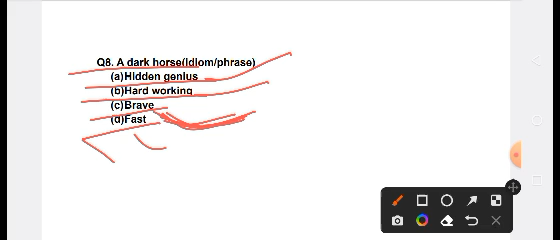 Q8. A dark horse(idiom/phrase)
(a)Hidden genius
(b)Hard working
(c)Brave
(d)Fast